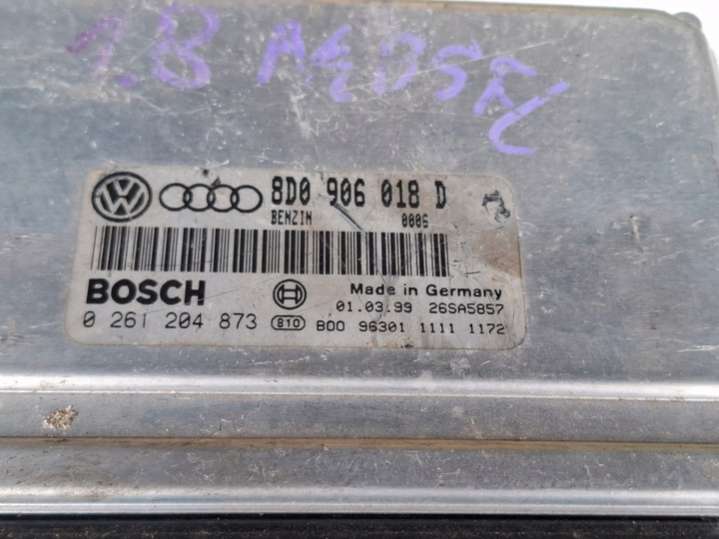 1.8
8D0 906 018 D
BENZIN 0006
BOSCH Made in Germany
01.03.99 26SA5857
0 261 204 873 B10 B00 96301 1111 1172